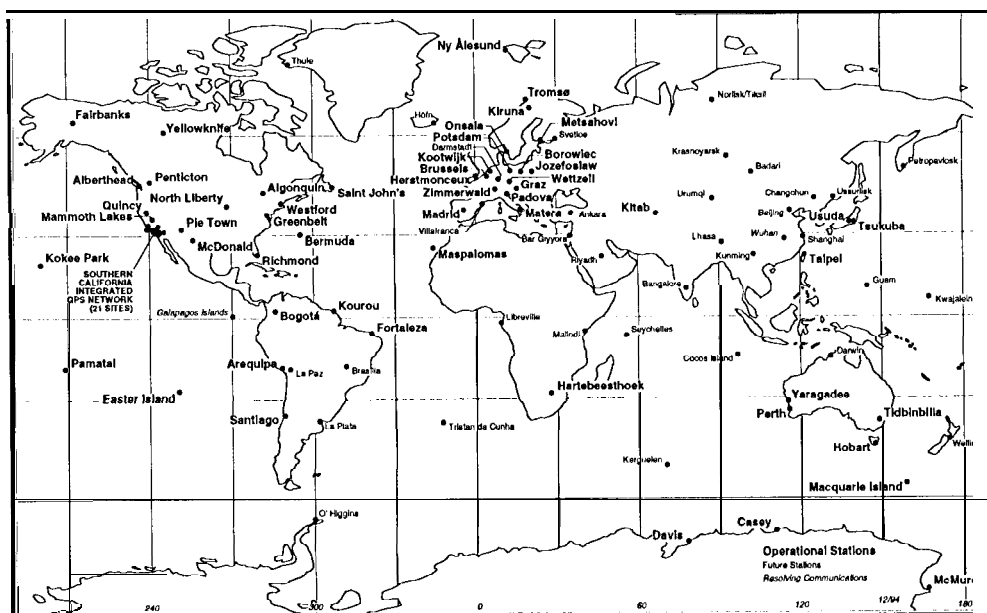 Ny Ålesund
Thule
Tromsø
Norilsk/Tiksi
Kiruna
Höfn
Fairbanks
Yellowknife
Onsala
Metsahovi
Potsdam
Svetloe
Darmstadt
Borowiec
Kootwijk
Jozefoslaw
Krasnoyarsk
Badari
Petropavlosk
Brussels
Wettzell
Herstmonceux
Graz
Alberthead
Penticton
Algonquin
Saint John's
Zimmerwald
Padova
Urumqi
Changchun
Ussuriisk
North Liberty
Quincy
Westford
Madrid
Matera
Ankara
Kitab
Beijing
Usuda
Mammoth Lakes
Pie Town
Greenbelt
Tsukuba
Villafranca
Bar Giyyora
Lhasa
Wuhan
Shanghai
McDonald
Bermuda
Maspalomas
Riyadh
Kunming
Taipei
Kokee Park
Richmond
SOUTHERN
CALIFORNIA
INTEGRATED
GPS NETWORK
(21 SITES)
Bangalore
Guam
Kwajalein
Galapagos Islands
Bogotá
Kourou
Libreville
Malindi
Seychelles
Fortaleza
Cocos Island
Darwin
Pamatai
Arequipa
La Paz
Brasilia
Easter Island
Hartebeesthoek
Yaragadee
Santiago
La Plata
Tristan da Cunha
Perth
Tidbinbilla
Hobart
Wellin
Kerguelen
Macquarie Island
O' Higgins
Davis
Casey
Operational Stations
Future Stations
Resolving Communications
McMurd
12/94
240
300
0
60
120
180